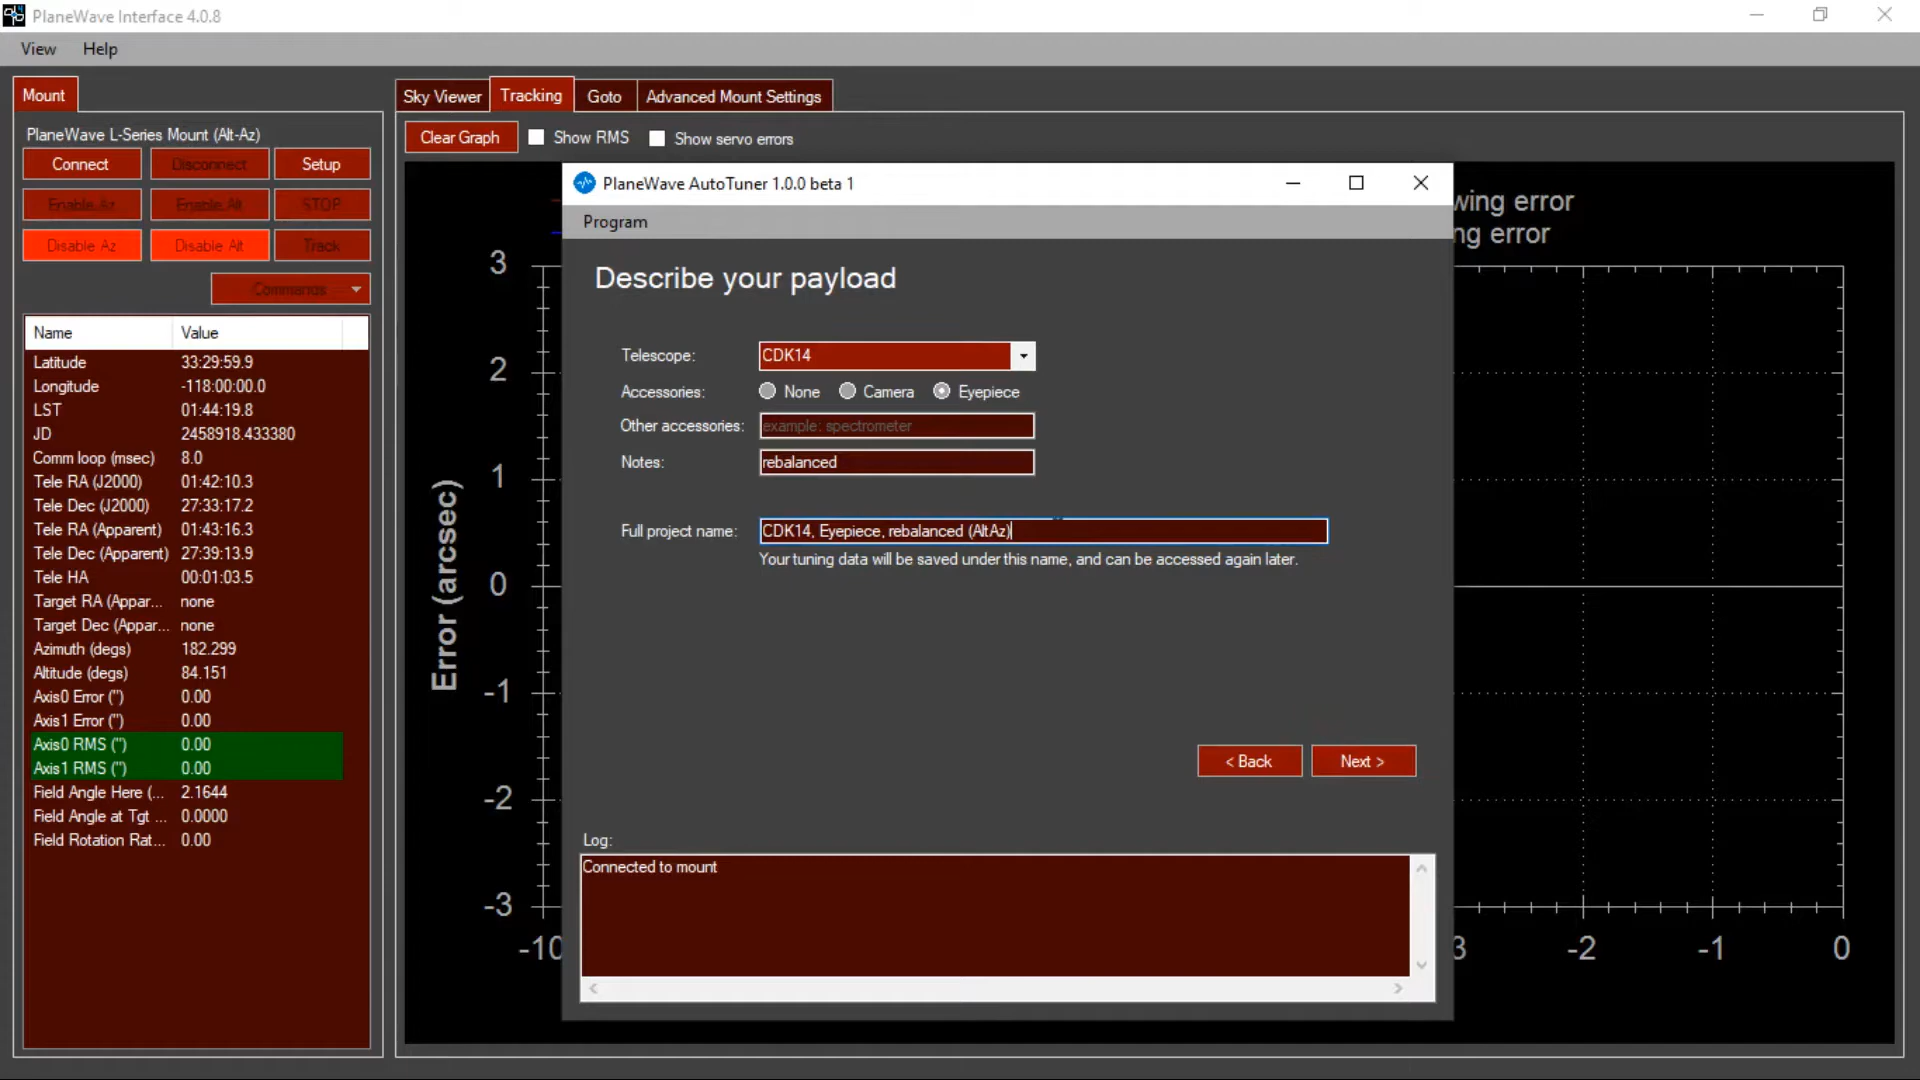 PlaneWave Interface 4.0.8
View Help
Mount
PlaneWave L-Series Mount (Alt-Az)
Connect Disconnect Setup
Enable Az Enable Alt STOP
Disable Az Disable Alt Track
Commands
Name Value
Latitude 33:29:59.9
Longitude -118:00:00.0
LST 01:44:19.8
JD 2458918.433380
Comm loop (msec) 8.0
Tele RA (J2000) 01:42:10.3
Tele Dec (J2000) 27:33:17.2
Tele RA (Apparent) 01:43:16.3
Tele Dec (Apparent) 27:39:13.9
Tele HA 00:01:03.5
Target RA (Appar... none
Target Dec (Appar... none
Azimuth (degs) 182.299
Altitude (degs) 84.151
Axis0 Error (") 0.00
Axis1 Error (") 0.00
Axis0 RMS (") 0.00
Axis1 RMS (") 0.00
Field Angle Here (... 2.1644
Field Angle at Tgt ... 0.0000
Field Rotation Rat... 0.00
Sky Viewer Tracking Goto Advanced Mount Settings
Clear Graph Show RMS Show servo errors
wing error
ng error
Error (arcsec)
3
2
1
0
-1
-2
-3
-10 3 -2 -1 0
PlaneWave AutoTuner 1.0.0 beta 1
Program
Describe your payload
Telescope: CDK14
Accessories: None Camera Eyepiece
Other accessories: example: spectrometer
Notes: rebalanced
Full project name: CDK14, Eyepiece, rebalanced (AltAz)
Your tuning data will be saved under this name, and can be accessed again later.
< Back Next >
Log:
Connected to mount